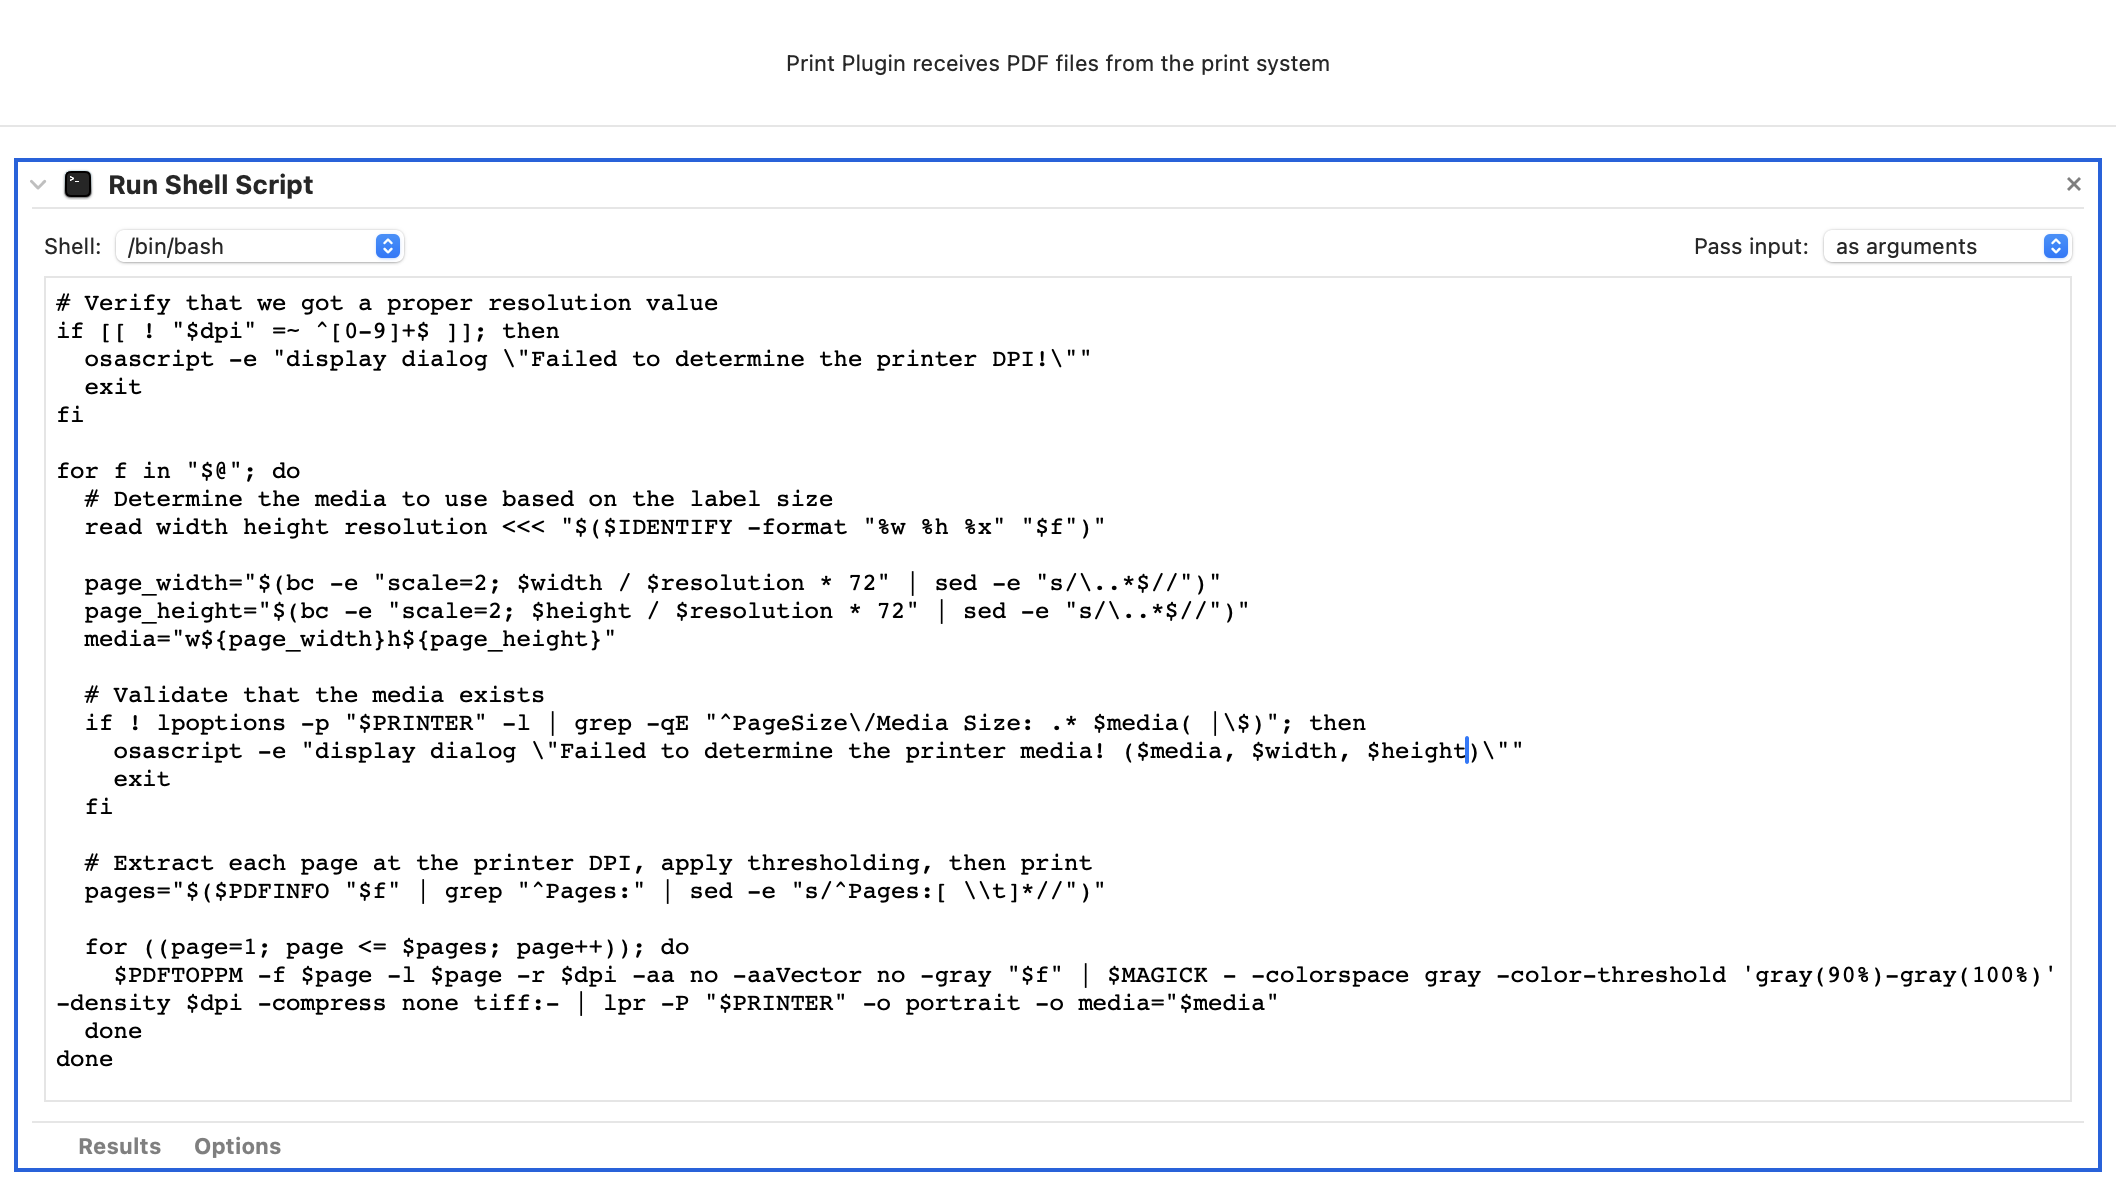 Print Plugin receives PDF files from the print system
Run Shell Script
Shell: /bin/bash Pass input: as arguments
# Verify that we got a proper resolution value
if [[ ! "$dpi" =~ ^[0-9]+$ ]]; then
  osascript -e "display dialog \"Failed to determine the printer DPI!\""
  exit
fi

for f in "$@"; do
  # Determine the media to use based on the label size
  read width height resolution <<< "$($IDENTIFY -format "%w %h %x" "$f")"

  page_width="$(bc -e "scale=2; $width / $resolution * 72" | sed -e "s/\..*$//")"
  page_height="$(bc -e "scale=2; $height / $resolution * 72" | sed -e "s/\..*$//")"
  media="w${page_width}h${page_height}"

  # Validate that the media exists
  if ! lpoptions -p "$PRINTER" -l | grep -qE "^PageSize\/Media Size: .* $media( |\$)"; then
    osascript -e "display dialog \"Failed to determine the printer media! ($media, $width, $height)\""
    exit
  fi

  # Extract each page at the printer DPI, apply thresholding, then print
  pages="$($PDFINFO "$f" | grep "^Pages:" | sed -e "s/^Pages:[ \\t]*//")"

  for ((page=1; page <= $pages; page++)); do
    $PDFTOPPM -f $page -l $page -r $dpi -aa no -aaVector no -gray "$f" | $MAGICK - -colorspace gray -color-threshold 'gray(90%)-gray(100%)'
-density $dpi -compress none tiff:- | lpr -P "$PRINTER" -o portrait -o media="$media"
  done
done
Results Options